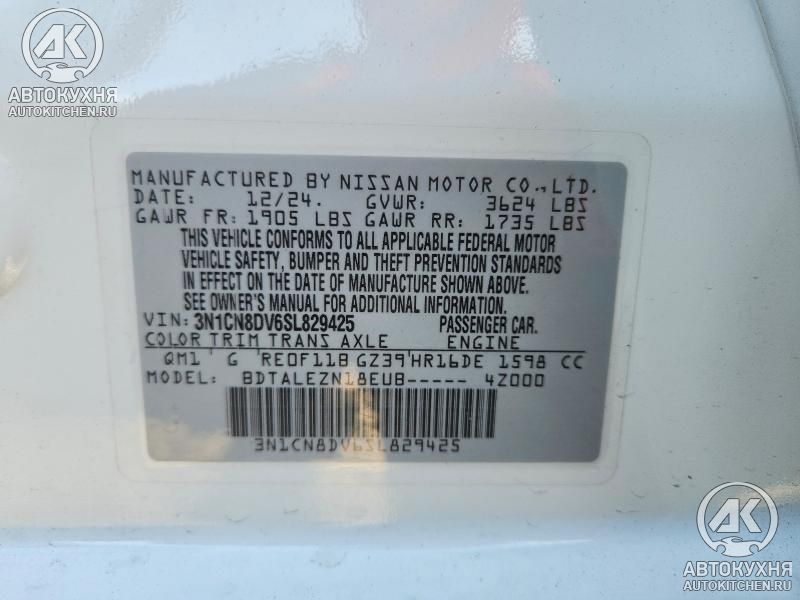 АК
АВТОКУХНЯ
AUTOKITCHEN.RU
MANUFACTURED BY NISSAN MOTOR CO., LTD.
DATE: 12/24. GVWR: 3624 LBS
GAWR FR: 1905 LBS GAWR RR: 1735 LBS
THIS VEHICLE CONFORMS TO ALL APPLICABLE FEDERAL MOTOR
VEHICLE SAFETY, BUMPER AND THEFT PREVENTION STANDARDS
IN EFFECT ON THE DATE OF MANUFACTURE SHOWN ABOVE.
SEE OWNER'S MANUAL FOR ADDITIONAL INFORMATION.
VIN: 3N1CN8DV6SL829425 PASSENGER CAR.
COLOR TRIM TRANS AXLE ENGINE
QM1 G RE0F11B GZ39 HR16DE 1598 CC
MODEL: BDTALEZN18EUB----- 4Z000
3N1CN8DV6SL829425
АК
АВТОКУХНЯ
AUTOKITCHEN.RU